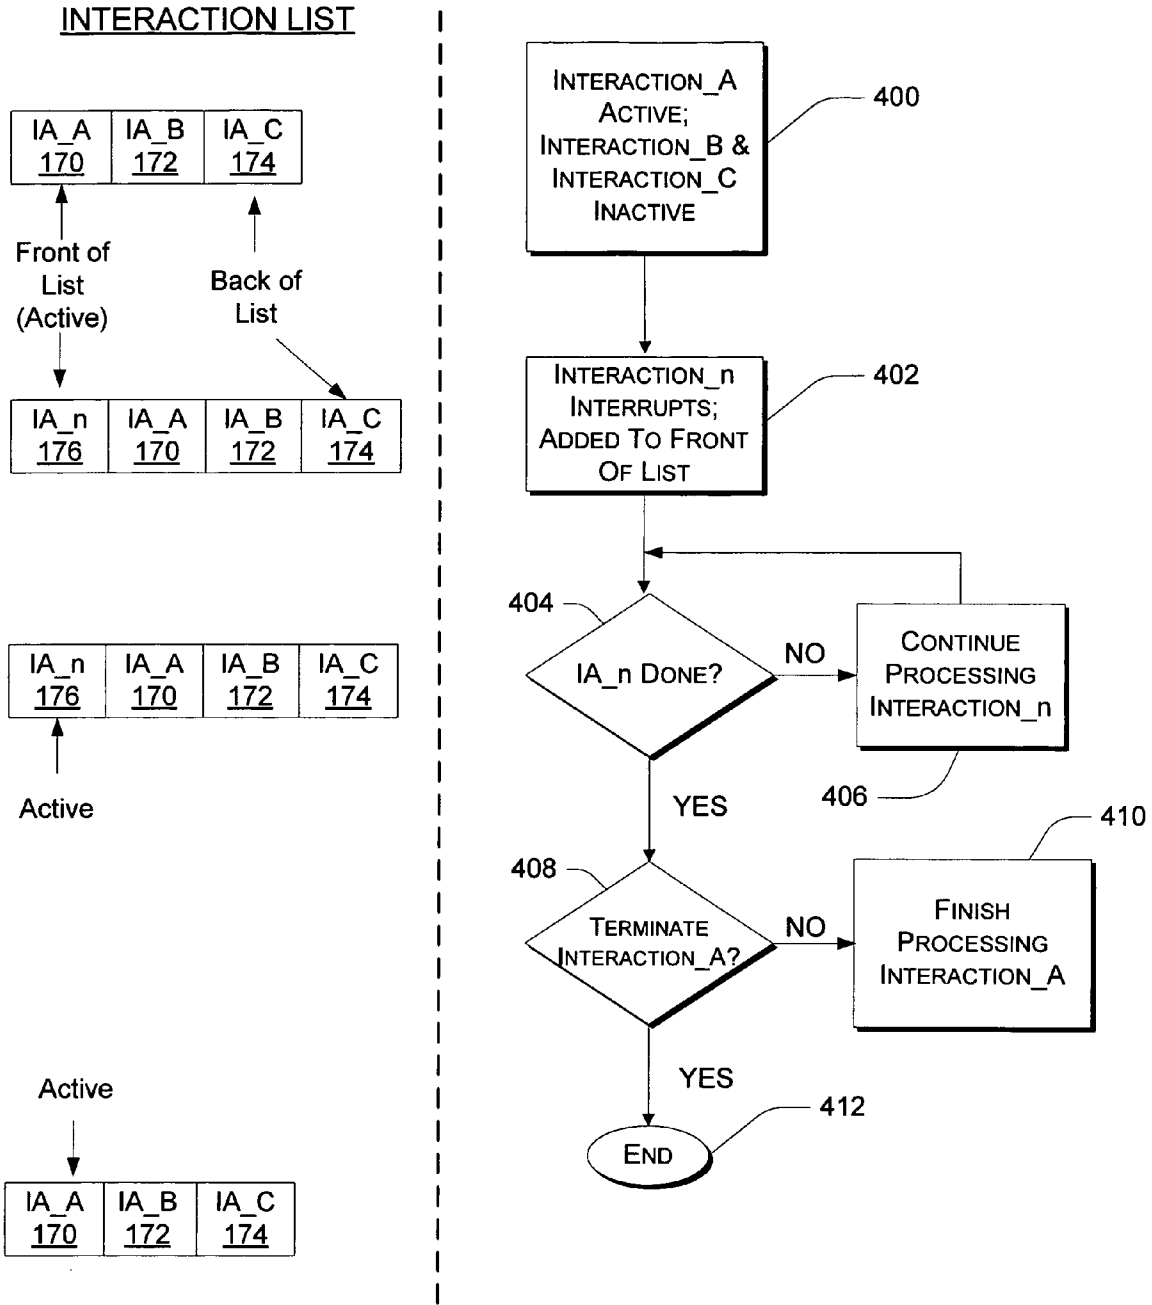 INTERACTION LIST
IA_A IA_B IA_C
170 172 174
Front of
List
(Active)
Back of
List
IA_n IA_A IA_B IA_C
176 170 172 174
IA_n IA_A IA_B IA_C
176 170 172 174
Active
Active
IA_A IA_B IA_C
170 172 174
INTERACTION_A
ACTIVE;
INTERACTION_B &
INTERACTION_C
INACTIVE
400
INTERACTION_n
INTERRUPTS;
ADDED TO FRONT
OF LIST
402
404
IA_n DONE?
NO
CONTINUE
PROCESSING
INTERACTION_n
406
YES
408
TERMINATE
INTERACTION_A?
NO
410
FINISH
PROCESSING
INTERACTION_A
YES
412
END